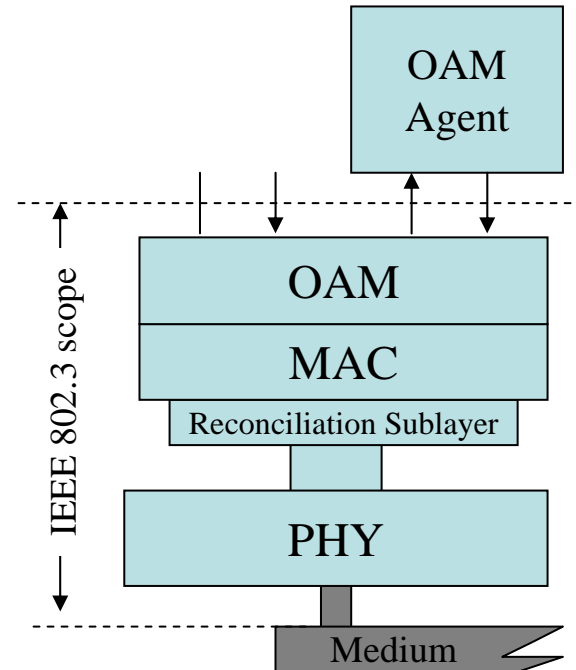 OAM
Agent
IEEE 802.3 scope
OAM
MAC
Reconciliation Sublayer
PHY
Medium